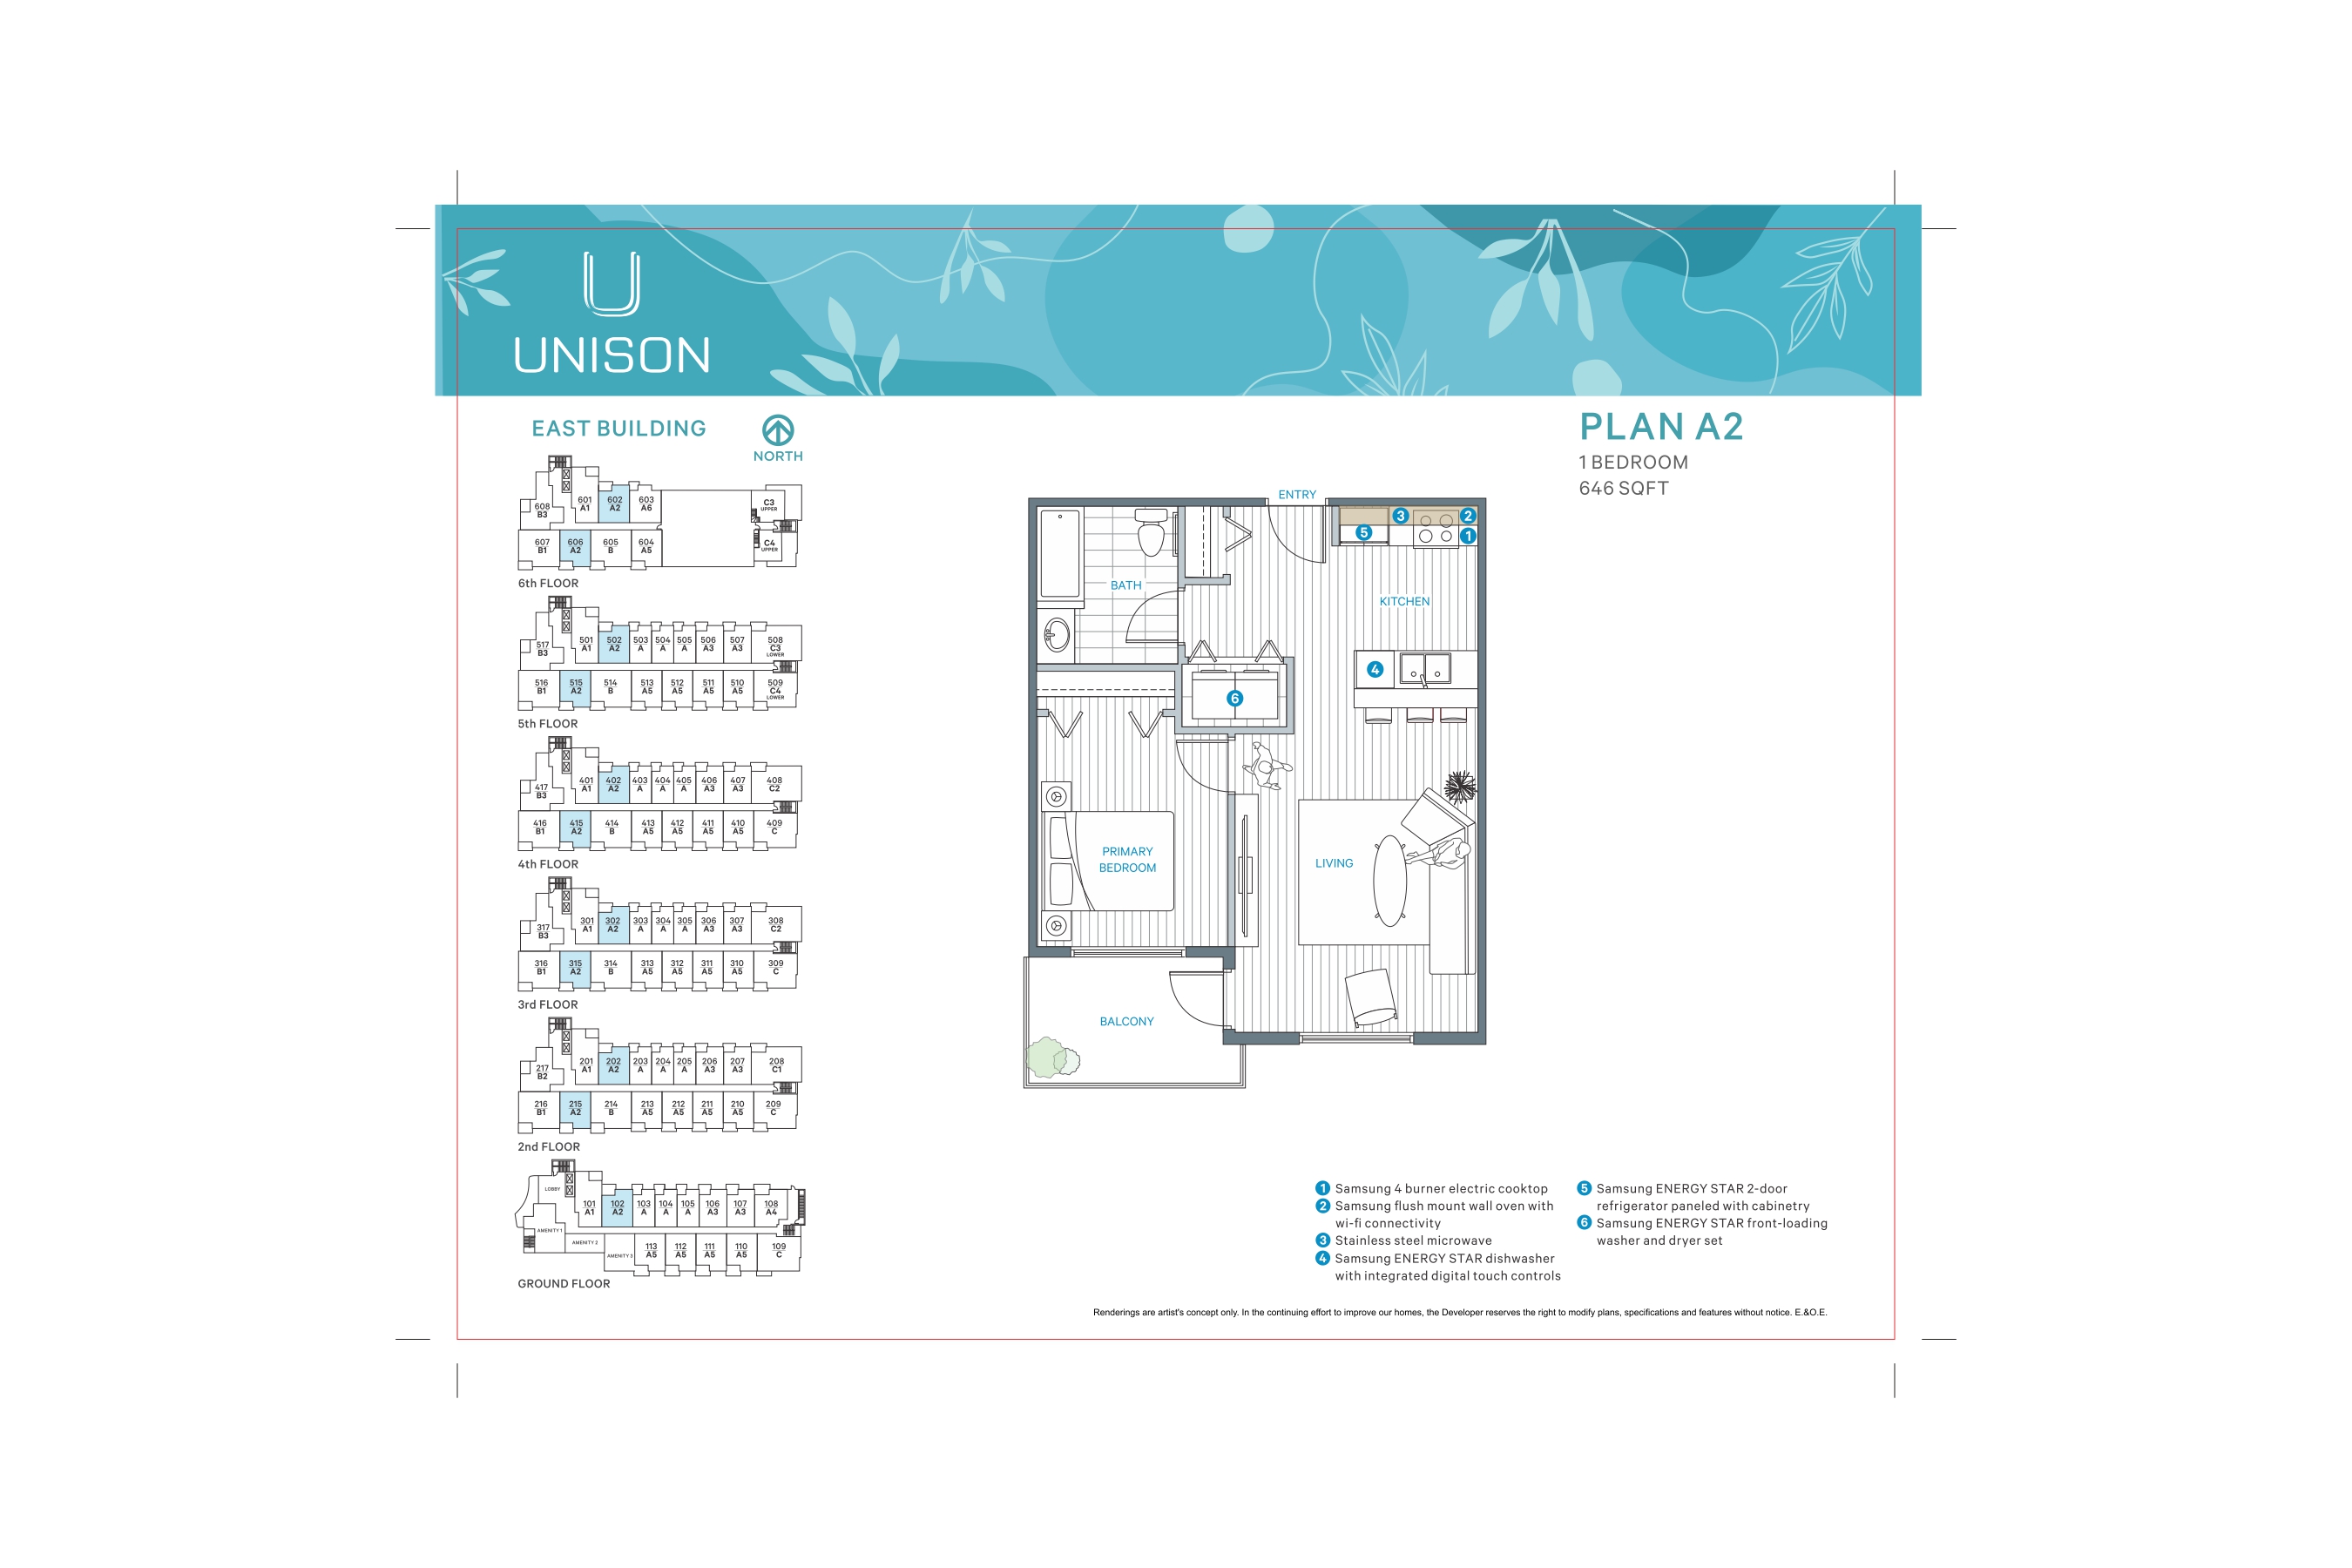 U
UNISON
EAST BUILDING
NORTH
PLAN A2
1 BEDROOM
646 SQFT
601 A1
602 A2
603 A6
608 B3
C3 UPPER
607 B1
606 A2
605 B
604 A5
C4 UPPER
6th FLOOR
501 A1
502 A2
503 A
504 A
505 A
506 A3
507 A3
508 C3 LOWER
517 B3
516 B1
515 A2
514 B
513 A5
512 A5
511 A5
510 A5
509 C4 LOWER
5th FLOOR
401 A1
402 A2
403 A
404 A
405 A
406 A3
407 A3
408 C2
417 B3
416 B1
415 A2
414 B
413 A5
412 A5
411 A5
410 A5
409 C
4th FLOOR
301 A1
302 A2
303 A
304 A
305 A
306 A3
307 A3
308 C2
317 B3
316 B1
315 A2
314 B
313 A5
312 A5
311 A5
310 A5
309 C
3rd FLOOR
201 A1
202 A2
203 A
204 A
205 A
206 A3
207 A3
208 C1
217 B2
216 B1
215 A2
214 B
213 A5
212 A5
211 A5
210 A5
209 C
2nd FLOOR
LOBBY
101 A1
102 A2
103 A
104 A
105 A
106 A3
107 A3
108 A4
AMENITY 1
AMENITY 2
AMENITY 3
113 A5
112 A5
111 A5
110 A5
109 C
GROUND FLOOR
ENTRY
3
2
5
1
BATH
KITCHEN
4
6
PRIMARY
BEDROOM
LIVING
BALCONY
1 Samsung 4 burner electric cooktop
2 Samsung flush mount wall oven with
wi-fi connectivity
3 Stainless steel microwave
4 Samsung ENERGY STAR dishwasher
with integrated digital touch controls
5 Samsung ENERGY STAR 2-door
refrigerator paneled with cabinetry
6 Samsung ENERGY STAR front-loading
washer and dryer set
Renderings are artist's concept only. In the continuing effort to improve our homes, the Developer reserves the right to modify plans, specifications and features without notice. E.&O.E.